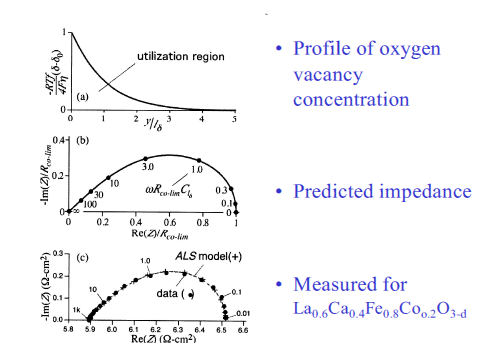 1
-RTf/4Fη (δ-δ0)
utilization region
(a)
0
0 1 2 3 4 5
y/lδ
• Profile of oxygen
vacancy
concentration
0.4
(b)
-Im(Z)/Rco-lim
0.2
0
3.0
1.0
10
30
100
∞
ωRco-limCδ
0.3
0.1
0
0 0.2 0.4 0.6 0.8 1
Re(Z)/Rco-lim
• Predicted impedance
0.3
(c)
-Im(Z) (Ω-cm²)
0.2
0.1
0.0
1.0
ALS model(+)
10
data (•)
1k
0.1
0.01
5.8 5.9 6.0 6.1 6.2 6.3 6.4 6.5 6.6
Re(Z) (Ω-cm²)
• Measured for
La0.6Ca0.4Fe0.8Coo.2O3-d